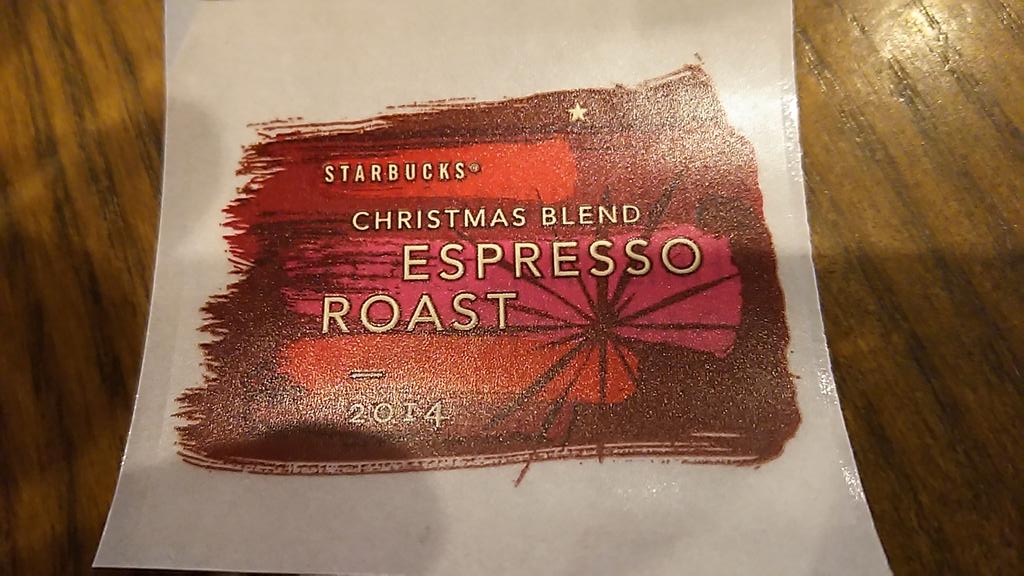 STARBUCKS®
CHRISTMAS BLEND
ESPRESSO
ROAST
—
2014